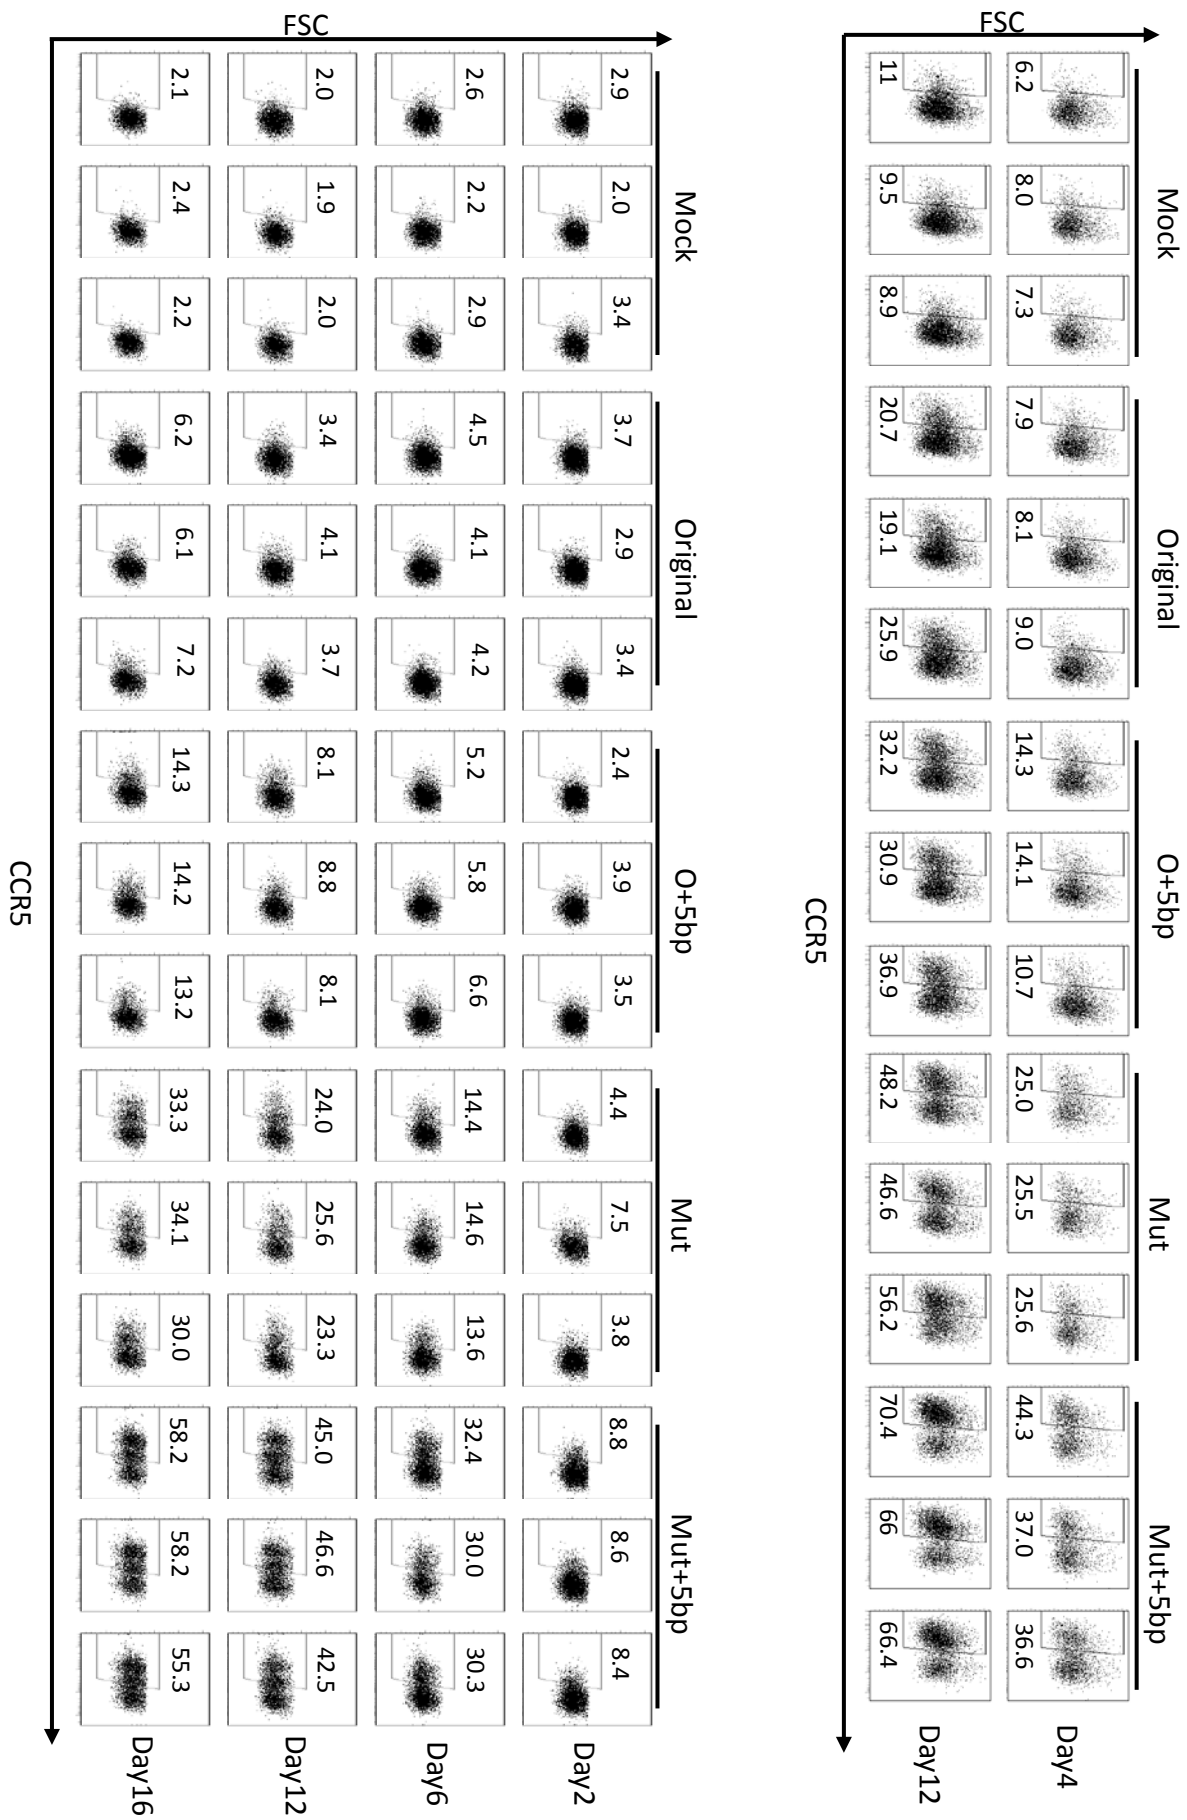 Mock Original O+5bp Mut Mut+5bp
6.2 8.0 7.3 7.9 8.1 9.0 14.3 14.1 10.7 25.0 25.5 25.6 44.3 37.0 36.6 Day4
FSC
11 9.5 8.9 20.7 19.1 25.9 32.2 30.9 36.9 48.2 46.6 56.2 70.4 66 66.4 Day12
CCR5
Mock Original O+5bp Mut Mut+5bp
2.9 2.0 3.4 3.7 2.9 3.4 2.4 3.9 3.5 4.4 7.5 3.8 8.8 8.6 8.4 Day2
2.6 2.2 2.9 4.5 4.1 4.2 5.2 5.8 6.6 14.4 14.6 13.6 32.4 30.0 30.3 Day6
FSC
2.0 1.9 2.0 3.4 4.1 3.7 8.1 8.8 8.1 24.0 25.6 23.3 45.0 46.6 42.5 Day12
2.1 2.4 2.2 6.2 6.1 7.2 14.3 14.2 13.2 33.3 34.1 30.0 58.2 58.2 55.3 Day16
CCR5